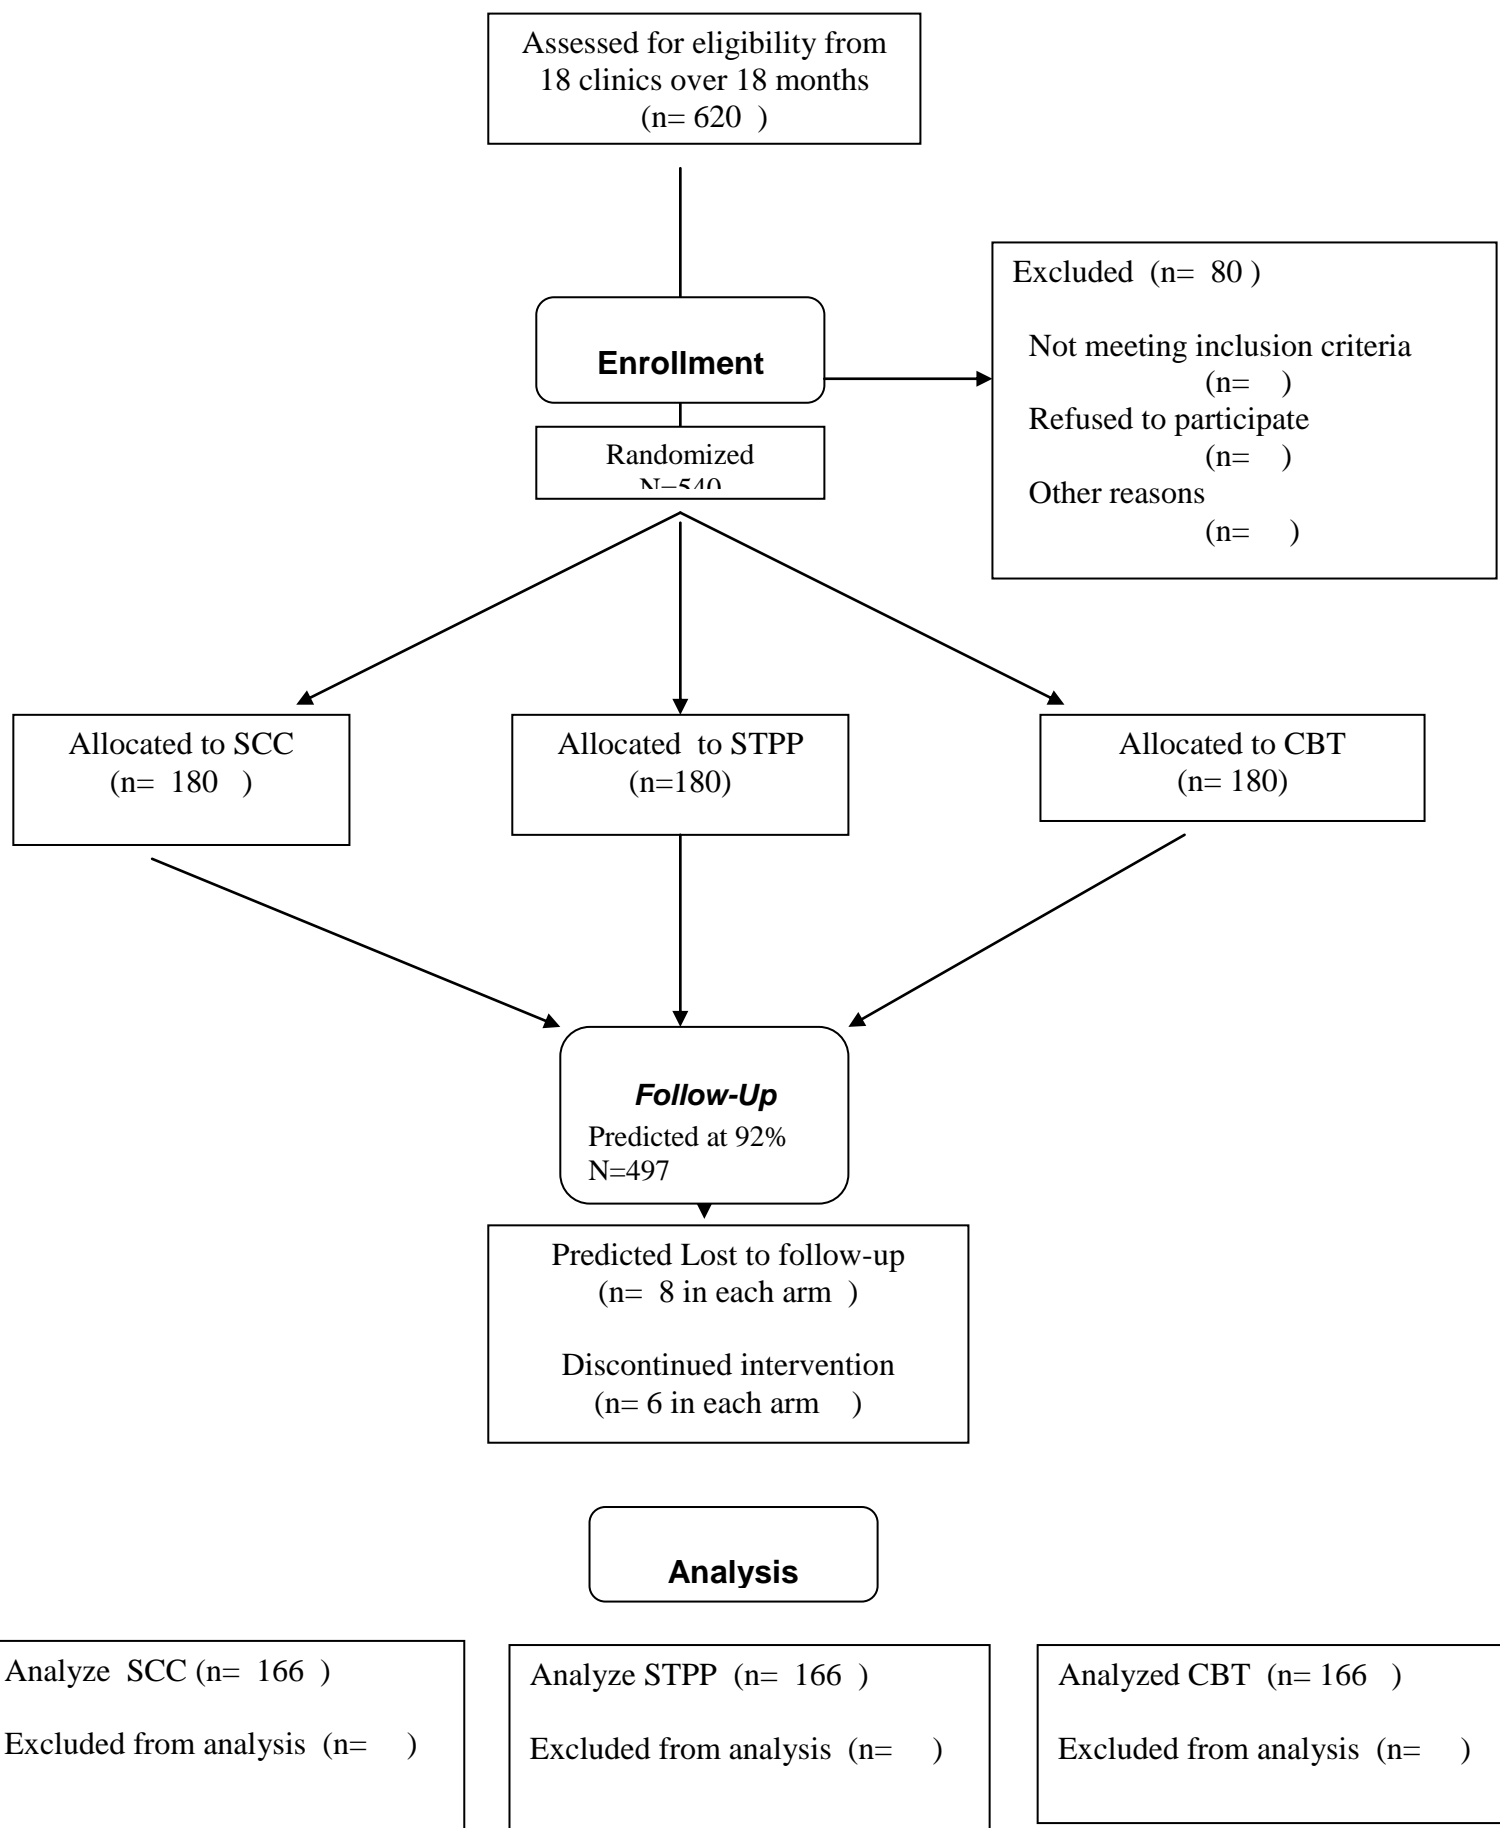 Assessed for eligibility from
18 clinics over 18 months
(n= 620  )
Excluded  (n=  80 )
Not meeting inclusion criteria
(n=    )
Refused to participate
(n=    )
Other reasons
(n=     )
Enrollment
Randomized
N=540
Allocated to SCC
(n=  180   )
Allocated  to STPP
(n=180)
Allocated to CBT
(n= 180)
Follow-Up
Predicted at 92%
N=497
Predicted Lost to follow-up
(n=  8 in each arm  )
Discontinued intervention
(n= 6 in each arm    )
Analysis
Analyze  SCC (n=  166  )
Excluded from analysis  (n=     )
Analyze STPP  (n=  166  )
Excluded from analysis  (n=     )
Analyzed CBT  (n= 166   )
Excluded from analysis  (n=     )